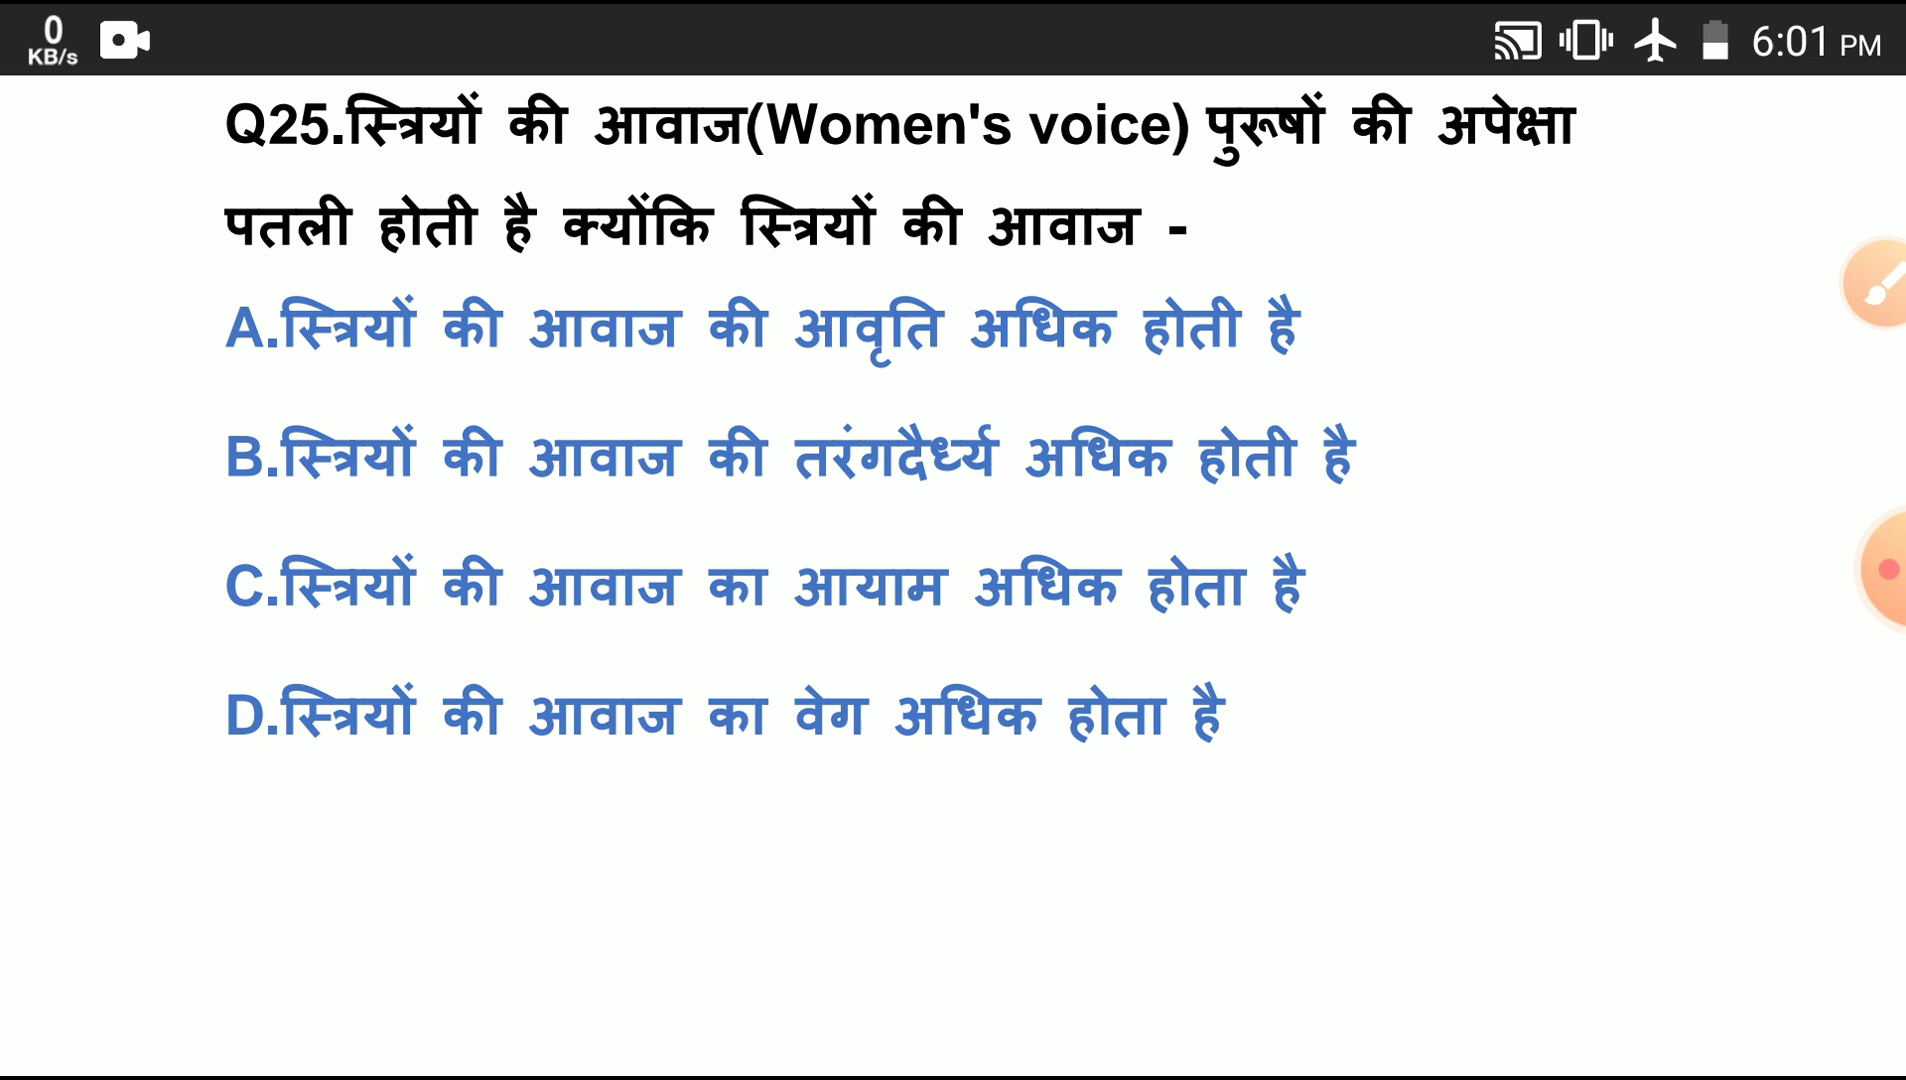 0
KB/s
6:01 PM
Q25.स्त्रियों की आवाज(Women's voice) पुरूषों की अपेक्षा
पतली होती है क्योंकि स्त्रियों की आवाज -
A.स्त्रियों की आवाज की आवृति अधिक होती है
B.स्त्रियों की आवाज की तरंगदैर्ध्य अधिक होती है
C.स्त्रियों की आवाज का आयाम अधिक होता है
D.स्त्रियों की आवाज का वेग अधिक होता है